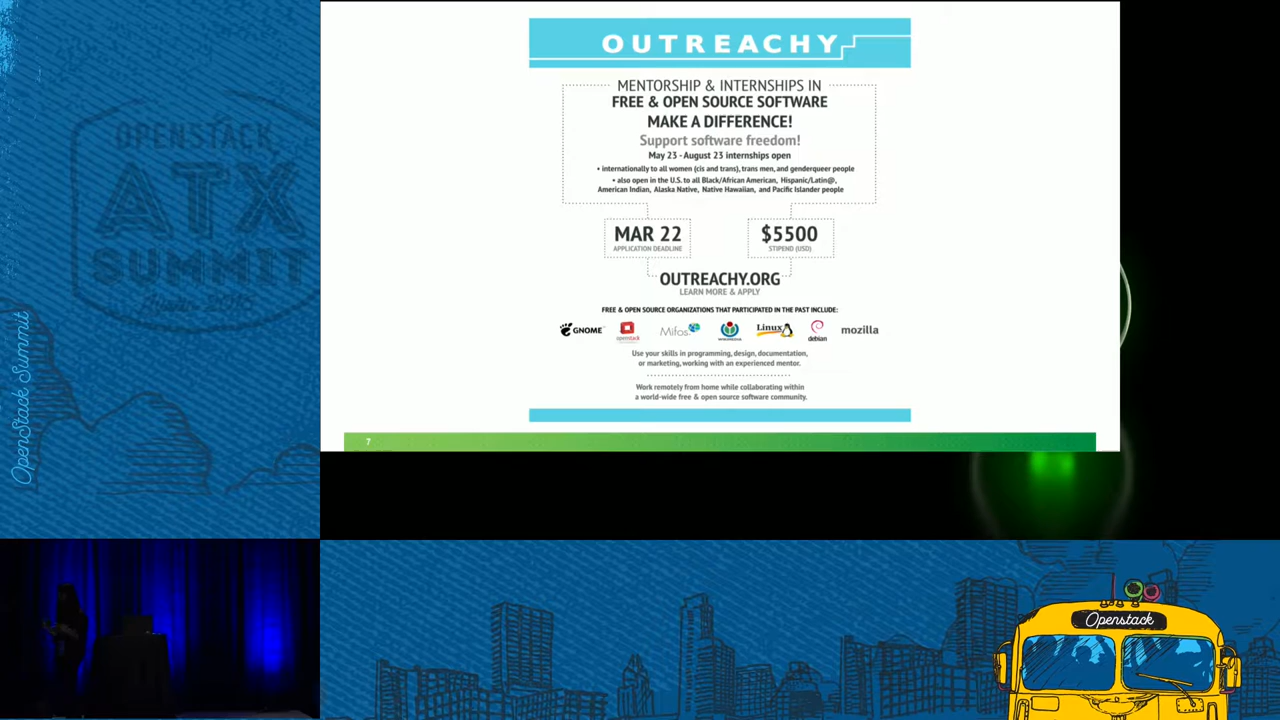 OUTREACHY
MENTORSHIP & INTERNSHIPS IN
FREE & OPEN SOURCE SOFTWARE
MAKE A DIFFERENCE!
Support software freedom!
May 23 - August 23 internships open
• internationally to all women (cis and trans), trans men, and genderqueer people
• also open in the U.S. to all Black/African American, Hispanic/Latin@,
American Indian, Alaska Native, Native Hawaiian, and Pacific Islander people
MAR 22
APPLICATION DEADLINE
$5500
STIPEND (USD)
OUTREACHY.ORG
LEARN MORE & APPLY
FREE & OPEN SOURCE ORGANIZATIONS THAT PARTICIPATED IN THE PAST INCLUDE:
GNOME openstack Mifos Linux debian mozilla
Use your skills in programming, design, documentation,
or marketing, working with an experienced mentor.
Work remotely from home while collaborating within
a world-wide free & open source software community.
7
OPENSTACK
ATX
SUMMIT
OpenStack Summit
Openstack